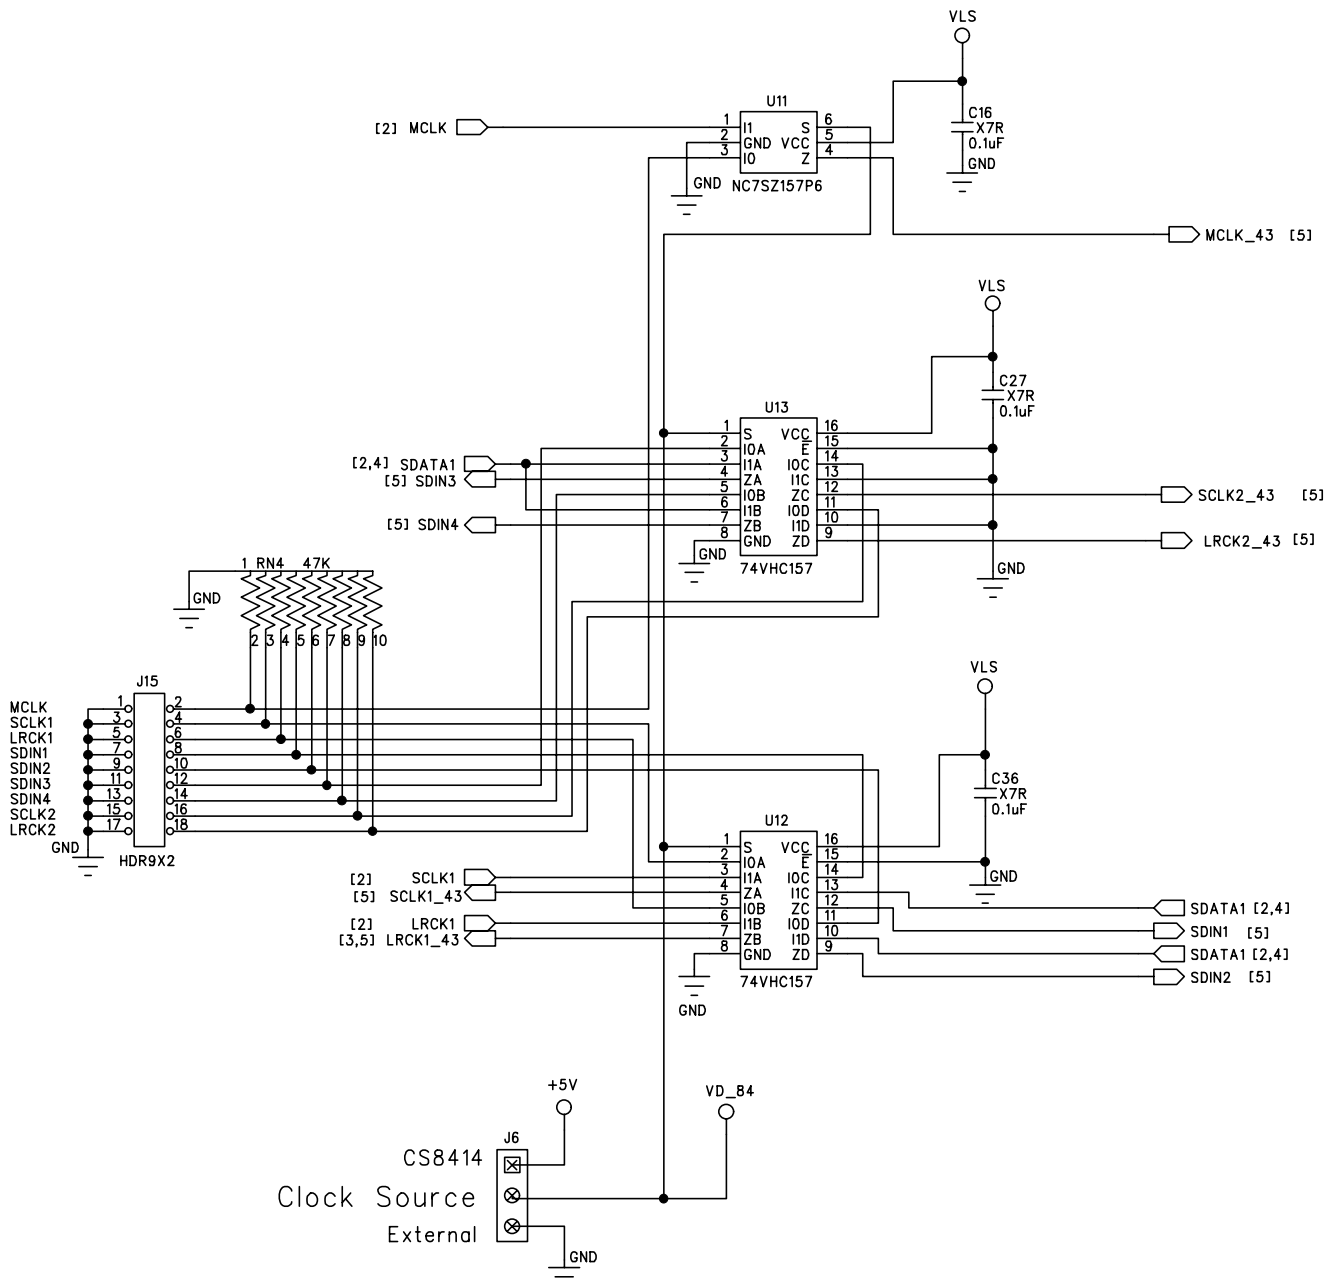 VLS
C16
X7R
0.1uF
GND
U11
[2] MCLK
1 I1 S 6
2 GND VCC 5
3 I0 Z 4
GND
NC7SZ157P6
MCLK_43 [5]
VLS
C27
X7R
0.1uF
U13
1 S VCC 16
2 I0A E 15
[2,4] SDATA1 3 I1A I0C 14
[5] SDIN3 4 ZA I1C 13
5 I0B ZC 12 SCLK2_43 [5]
6 I1B I0D 11
[5] SDIN4 7 ZB I1D 10
8 GND ZD 9 LRCK2_43 [5]
GND
74VHC157
GND
1 RN4 47K
GND
2 3 4 5 6 7 8 9 10
J15
MCLK 1 2
SCLK1 3 4
LRCK1 5 6
SDIN1 7 8
SDIN2 9 10
SDIN3 11 12
SDIN4 13 14
SCLK2 15 16
LRCK2 17 18
GND
HDR9X2
VLS
C36
X7R
0.1uF
GND
U12
1 S VCC 16
2 I0A E 15
[2] SCLK1 3 I1A I0C 14
[5] SCLK1_43 4 ZA I1C 13
5 I0B ZC 12
[2] LRCK1 6 I1B I0D 11
[3,5] LRCK1_43 7 ZB I1D 10
8 GND ZD 9
SDATA1 [2,4]
SDIN1 [5]
SDATA1 [2,4]
SDIN2 [5]
74VHC157
GND
+5V
VD_84
J6
CS8414
Clock Source
External
GND